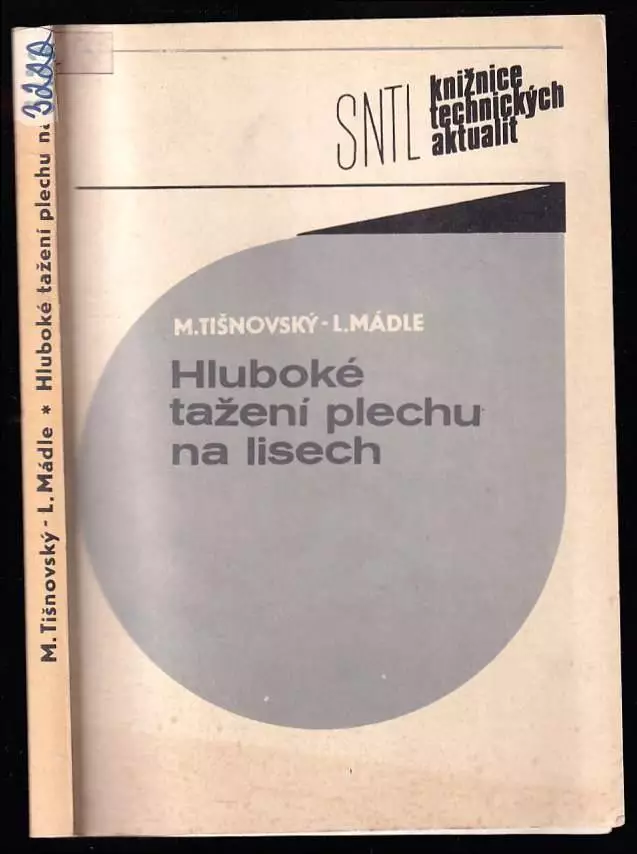 SNTL
knižnice
technických
aktualit
M.TIŠNOVSKÝ-L.MÁDLE
Hluboké
tažení plechu
na lisech
M.Tišnovský-L.Mádle * Hluboké tažení plechu na